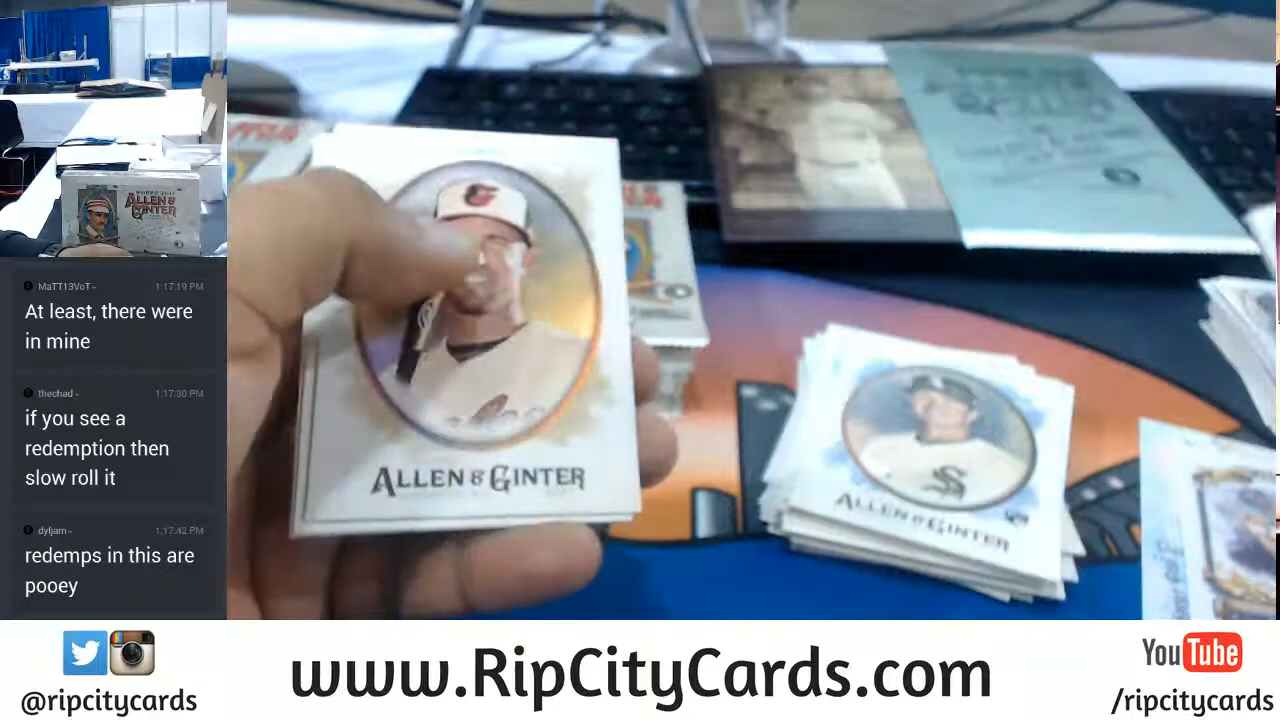 ALLEN & GINTER
MaTT13VcT-
1:17:19 PM
At least, there were
in mine
thechad-
1:17:30 PM
if you see a
redemption then
slow roll it
dyljam-
1:17:42 PM
redemps in this are
pooey
ALLEN & GINTER
ALLEN & GINTER
@ripcitycards
www.RipCityCards.com
YouTube
/ripcitycards